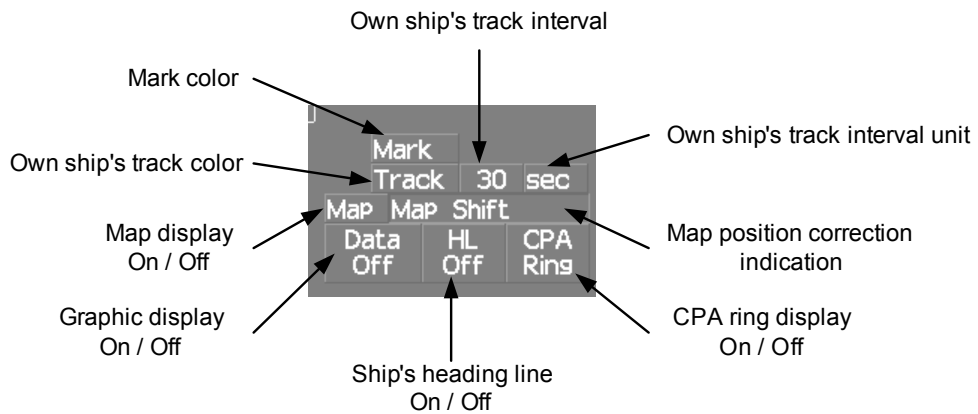 Own ship's track interval
Mark color
Own ship's track interval unit
Own ship's track color
Mark
Track 30 sec
Map Map Shift
Data Off
HL Off
CPA Ring
Map display
On / Off
Map position correction
indication
Graphic display
On / Off
CPA ring display
On / Off
Ship's heading line
On / Off